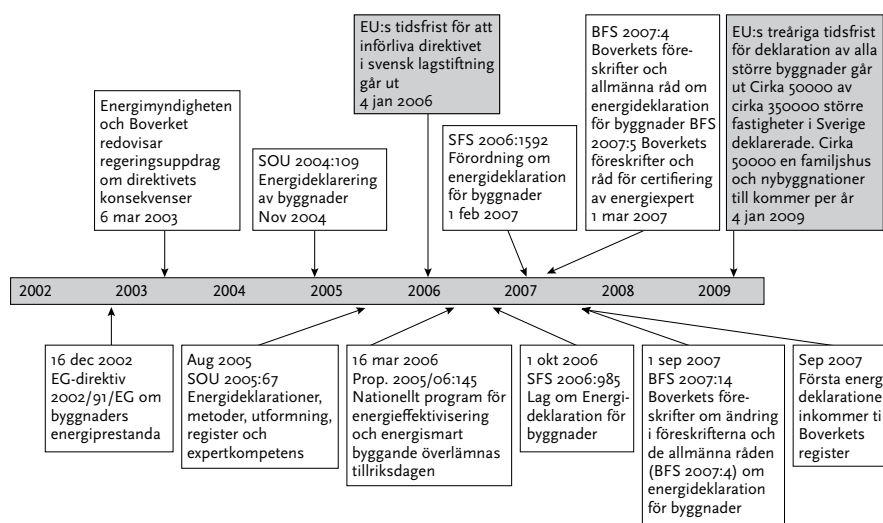 EU:s tidsfrist för att
införliva direktivet
i svensk lagstiftning
går ut
4 jan 2006
BFS 2007:4
Boverkets före-
skrifter och
allmänna råd om
energideklaration
för byggnader BFS
2007:5 Boverkets
föreskrifter och
råd för certifiering
av energiexpert
1 mar 2007
EU:s treåriga tidsfrist
för deklaration av alla
större byggnader går
ut Cirka 50000 av
cirka 350000 större
fastigheter i Sverige
deklarerade. Cirka
50000 en familjshus
och nybyggnationer
till kommer per år
4 jan 2009
Energimyndigheten
och Boverket
redovisar
regeringsuppdrag
om direktivets
konsekvenser
6 mar 2003
SOU 2004:109
Energideklarering
av byggnader
Nov 2004
SFS 2006:1592
Förordning om
energideklaration
för byggnader
1 feb 2007
2002 2003 2004 2005 2006 2007 2008 2009
16 dec 2002
EG-direktiv
2002/91/EG om
byggnaders
energiprestanda
Aug 2005
SOU 2005:67
Energideklarationer,
metoder, utformning,
register och
expertkompetens
16 mar 2006
Prop. 2005/06:145
Nationellt program för
energieffektivisering
och energismart
byggande överlämnas
tillriksdagen
1 okt 2006
SFS 2006:985
Lag om Energi-
deklaration för
byggnader
1 sep 2007
BFS 2007:14
Boverkets före-
skrifter om ändring
i föreskrifterna och
de allmänna råden
(BFS 2007:4) om
energideklaration
för byggnader
Sep 2007
Första energ
deklaratione
inkommer ti
Boverkets
register